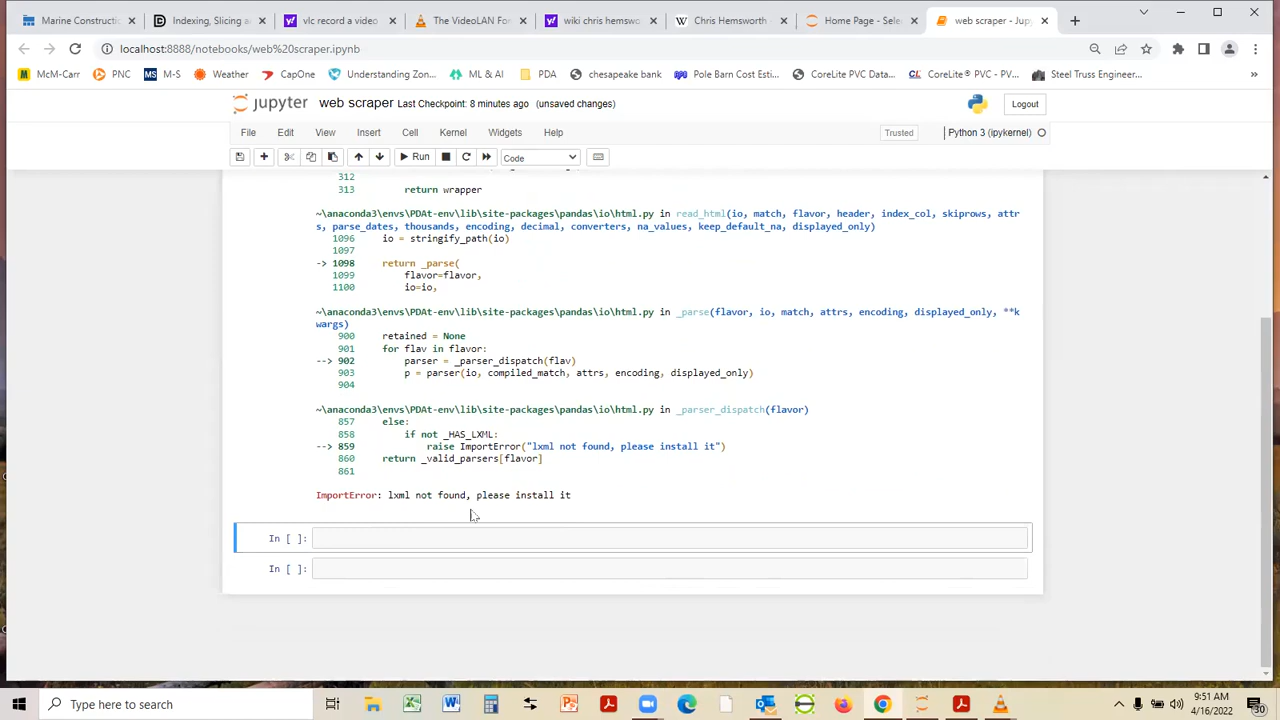 Marine Constructi
Indexing, Slicing a
vlc record a video
The VideoLAN For
wiki chris hemsw
Chris Hemsworth
Home Page - Sele
web scraper - Jup
localhost:8888/notebooks/web%20scraper.ipynb
McM-Carr
PNC
MS M-S
Weather
CapOne
Understanding Zon...
ML & AI
PDA
chesapeake bank
Pole Barn Cost Esti...
CoreLite PVC Data...
CL CoreLite® PVC - PV...
Steel Truss Engineer...
»
jupyter web scraper Last Checkpoint: 8 minutes ago (unsaved changes)
Logout
File Edit View Insert Cell Kernel Widgets Help
Trusted
Python 3 (ipykernel)
Run
Code
312
313 return wrapper
~\anaconda3\envs\PDAt-env\lib\site-packages\pandas\io\html.py in read_html(io, match, flavor, header, index_col, skiprows, attr
s, parse_dates, thousands, encoding, decimal, converters, na_values, keep_default_na, displayed_only)
1096 io = stringify_path(io)
1097
-> 1098 return _parse(
1099 flavor=flavor,
1100 io=io,
~\anaconda3\envs\PDAt-env\lib\site-packages\pandas\io\html.py in _parse(flavor, io, match, attrs, encoding, displayed_only, **k
wargs)
900 retained = None
901 for flav in flavor:
--> 902 parser = _parser_dispatch(flav)
903 p = parser(io, compiled_match, attrs, encoding, displayed_only)
904
~\anaconda3\envs\PDAt-env\lib\site-packages\pandas\io\html.py in _parser_dispatch(flavor)
857 else:
858 if not _HAS_LXML:
--> 859 raise ImportError("lxml not found, please install it")
860 return _valid_parsers[flavor]
861
ImportError: lxml not found, please install it
In [ ]:
In [ ]:
Type here to search
9:51 AM
4/16/2022
30